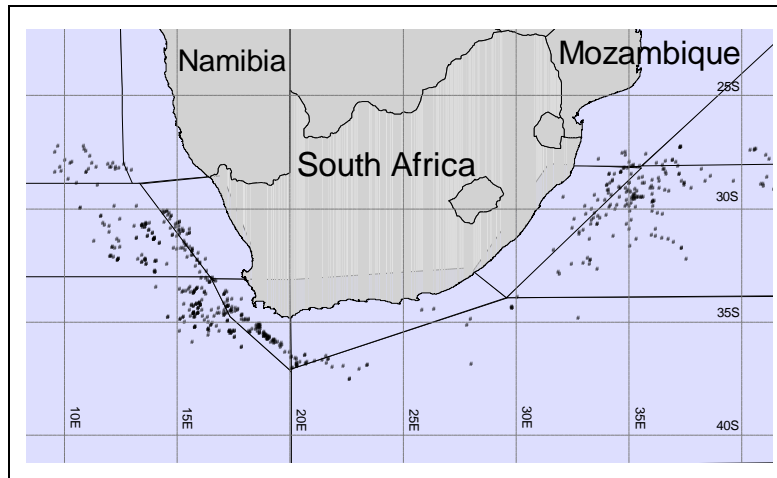 Namibia
Mozambique
25S
South Africa
30S
35S
10E
15E
20E
25E
30E
35E
40S